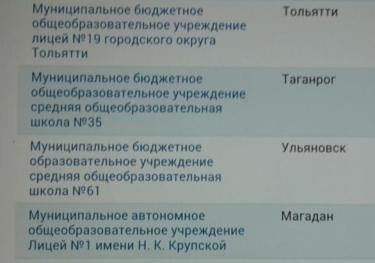 Муниципальное бюджетное
общеобразовательное учреждение
лицей №19 городского округа
Тольятти
Тольятти
Муниципальное бюджетное
общеобразовательное учреждение
средняя общеобразовательная
школа №35
Таганрог
Муниципальное бюджетное
образовательное учреждение
средняя общеобразовательная
школа №61
Ульяновск
Муниципальное автономное
общеобразовательное учреждение
Лицей №1 имени Н. К. Крупской
Магадан